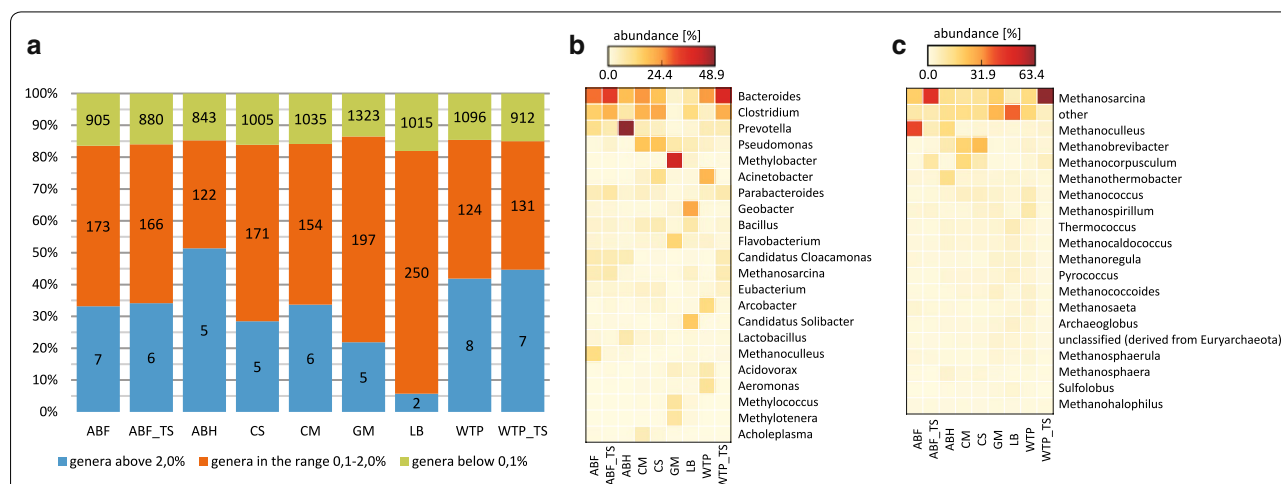 a
100%
90%
80%
70%
60%
50%
40%
30%
20%
10%
0%
905 880 843 1005 1035 1323 1015 1096 912
173 166 122 171 154 197 250 124 131
7 6 5 5 6 5 2 8 7
ABF ABF_TS ABH CS CM GM LB WTP WTP_TS
genera above 2,0% genera in the range 0,1-2,0% genera below 0,1%
b
abundance [%]
0.0 24.4 48.9
Bacteroides
Clostridium
Prevotella
Pseudomonas
Methylobacter
Acinetobacter
Parabacteroides
Geobacter
Bacillus
Flavobacterium
Candidatus Cloacamonas
Methanosarcina
Eubacterium
Arcobacter
Candidatus Solibacter
Lactobacillus
Methanoculleus
Acidovorax
Aeromonas
Methylococcus
Methylotenera
Acholeplasma
ABF ABF_TS ABH CM CS GM LB WTP WTP_TS
c
abundance [%]
0.0 31.9 63.4
Methanosarcina
other
Methanoculleus
Methanobrevibacter
Methanocorpusculum
Methanothermobacter
Methanococcus
Methanospirillum
Thermococcus
Methanocaldococcus
Methanoregula
Pyrococcus
Methanococcoides
Methanosaeta
Archaeoglobus
unclassified (derived from Euryarchaeota)
Methanosphaerula
Methanosphaera
Sulfolobus
Methanohalophilus
ABF ABF_TS ABH CM CS GM LB WTP WTP_TS